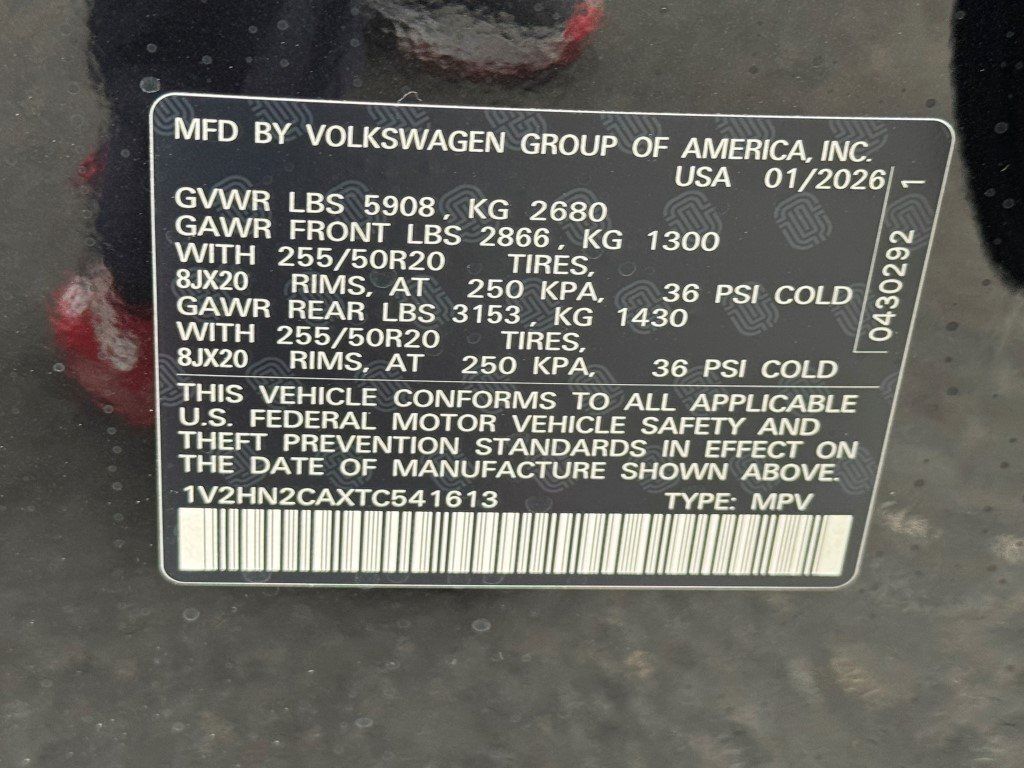 MFD BY VOLKSWAGEN GROUP OF AMERICA, INC.
USA 01/2026
GVWR LBS 5908, KG 2680
GAWR FRONT LBS 2866, KG 1300
WITH 255/50R20 TIRES,
8JX20 RIMS, AT 250 KPA, 36 PSI COLD
GAWR REAR LBS 3153, KG 1430
WITH 255/50R20 TIRES,
8JX20 RIMS, AT 250 KPA, 36 PSI COLD
0430292 1
THIS VEHICLE CONFORMS TO ALL APPLICABLE
U.S. FEDERAL MOTOR VEHICLE SAFETY AND
THEFT PREVENTION STANDARDS IN EFFECT ON
THE DATE OF MANUFACTURE SHOWN ABOVE.
1V2HN2CAXTC541613 TYPE: MPV